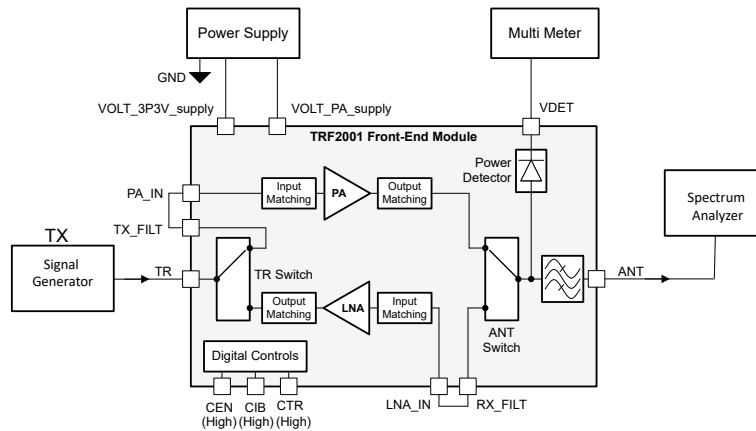 Power Supply
Multi Meter
GND
VOLT_3P3V_supply
VOLT_PA_supply
VDET
TRF2001 Front-End Module
Power
Detector
PA_IN
Input
Matching
PA
Output
Matching
Spectrum
Analyzer
TX_FILT
TX
Signal
Generator
TR
TR Switch
ANT
Output
Matching
LNA
Input
Matching
ANT
Switch
Digital Controls
CEN
(High)
CIB
(High)
CTR
(High)
LNA_IN
RX_FILT